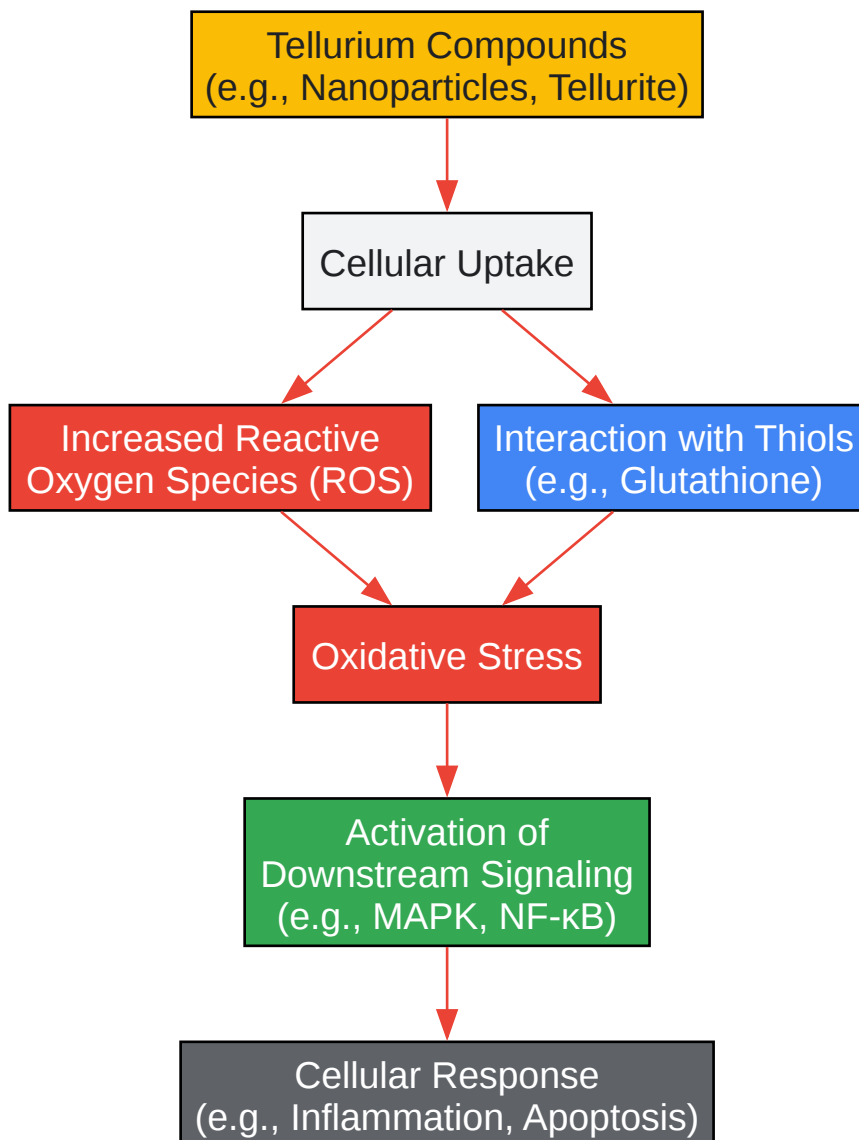 Tellurium Compounds
(e.g., Nanoparticles, Tellurite)
Cellular Uptake
Increased Reactive
Oxygen Species (ROS)
Interaction with Thiols
(e.g., Glutathione)
Oxidative Stress
Activation of
Downstream Signaling
(e.g., MAPK, NF-κB)
Cellular Response
(e.g., Inflammation, Apoptosis)